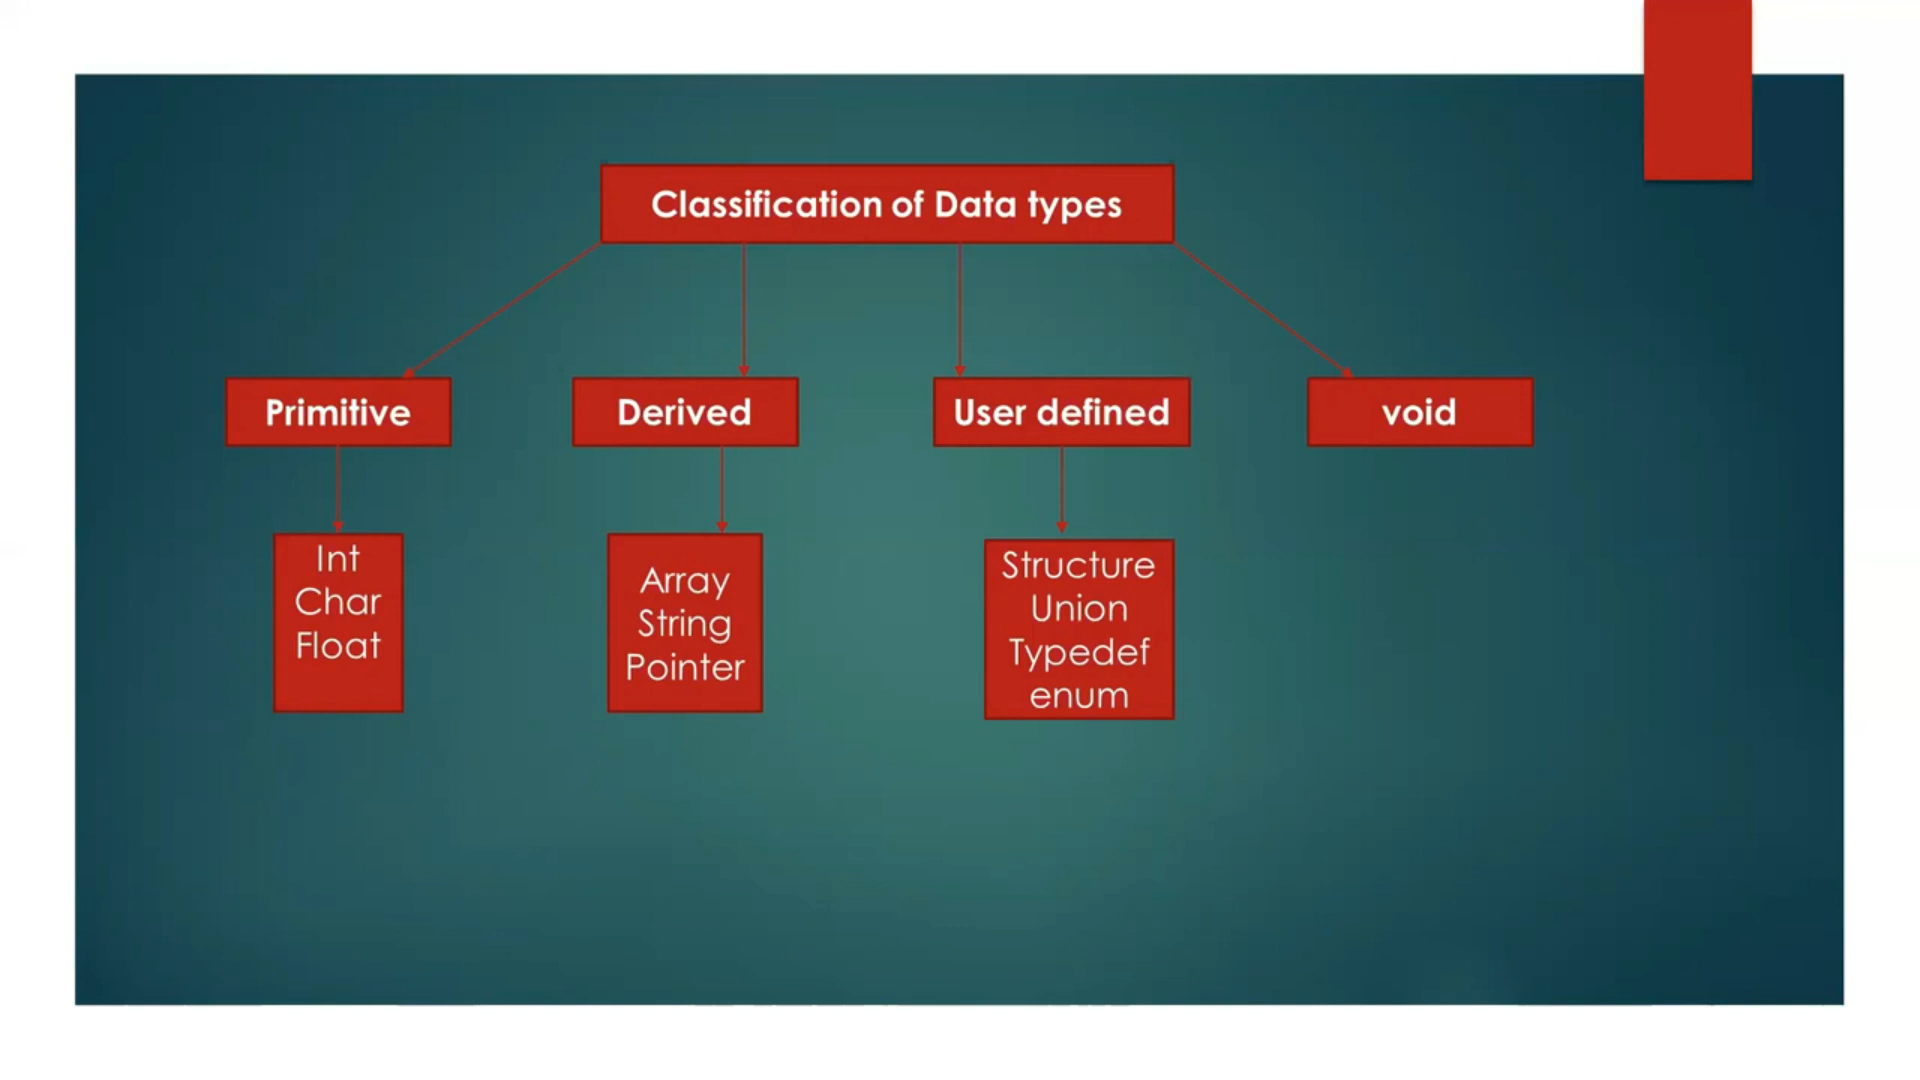 Classification of Data types
Primitive
Derived
User defined
void
Int
Char
Float
Array
String
Pointer
Structure
Union
Typedef
enum